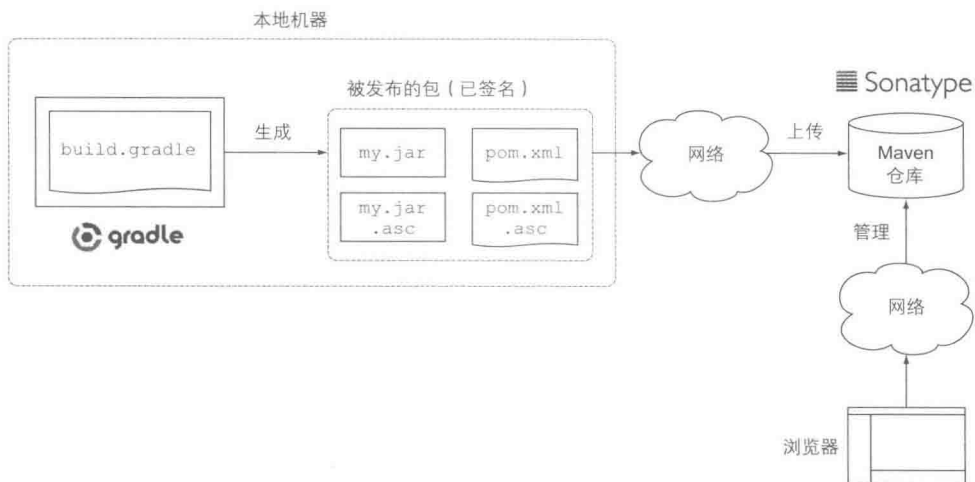 本地机器
被发布的包（已签名）
build.gradle
生成
my.jar
pom.xml
my.jar
.asc
pom.xml
.asc
gradle
网络
上传
Sonatype
Maven
仓库
管理
网络
浏览器